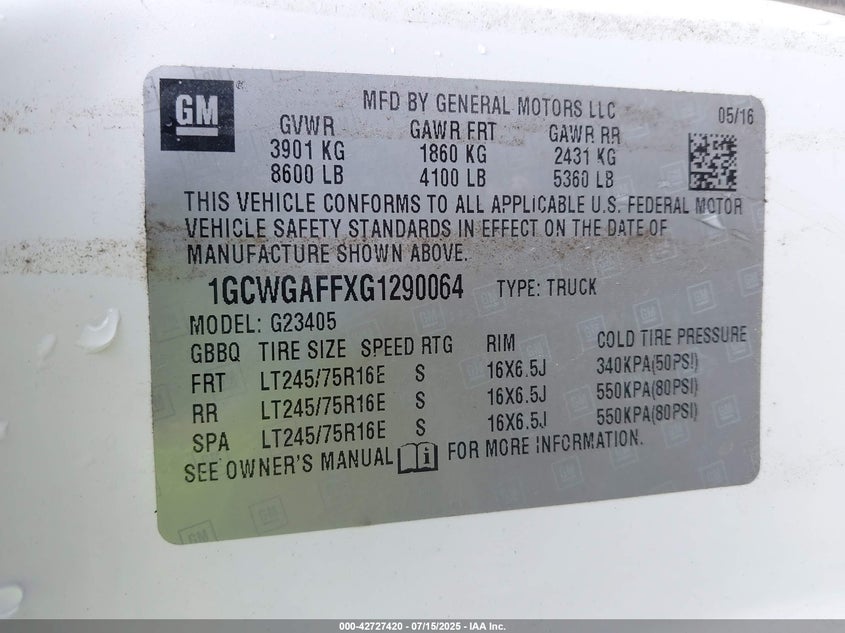 GM
MFD BY GENERAL MOTORS LLC 05/16
GVWR GAWR FRT GAWR RR
3901 KG 1860 KG 2431 KG
8600 LB 4100 LB 5360 LB
THIS VEHICLE CONFORMS TO ALL APPLICABLE U.S. FEDERAL MOTOR
VEHICLE SAFETY STANDARDS IN EFFECT ON THE DATE OF
MANUFACTURE SHOWN ABOVE.
1GCWGAFFXG1290064 TYPE: TRUCK
MODEL: G23405
GBBQ TIRE SIZE SPEED RTG RIM COLD TIRE PRESSURE
FRT LT245/75R16E S 16X6.5J 340KPA(50PSI)
RR LT245/75R16E S 16X6.5J 550KPA(80PSI)
SPA LT245/75R16E S 16X6.5J 550KPA(80PSI)
SEE OWNER'S MANUAL i FOR MORE INFORMATION.
000-42727420 - 07/15/2025 - IAA Inc.